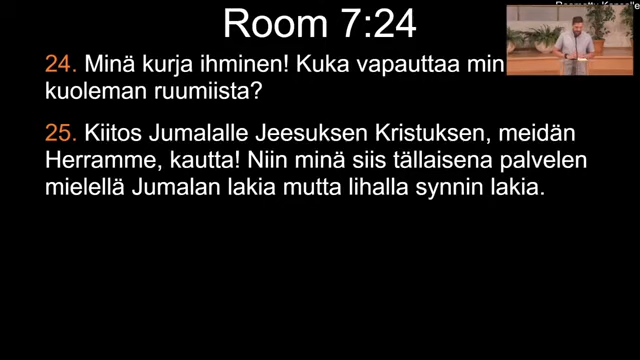 Room 7:24
24. Minä kurja ihminen! Kuka vapauttaa min
kuoleman ruumiista?
25. Kiitos Jumalalle Jeesuksen Kristuksen, meidän
Herramme, kautta! Niin minä siis tällaisena palvelen
mielellä Jumalan lakia mutta lihalla synnin lakia.